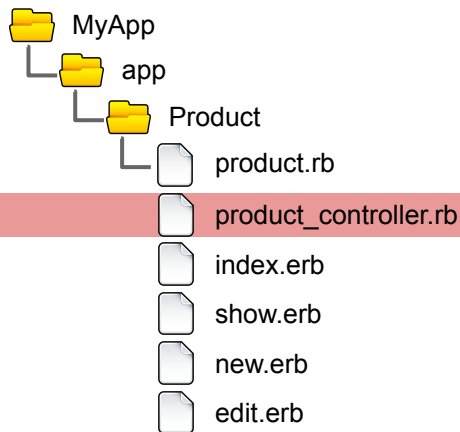 MyApp
app
Product
product.rb
product_controller.rb
index.erb
show.erb
new.erb
edit.erb